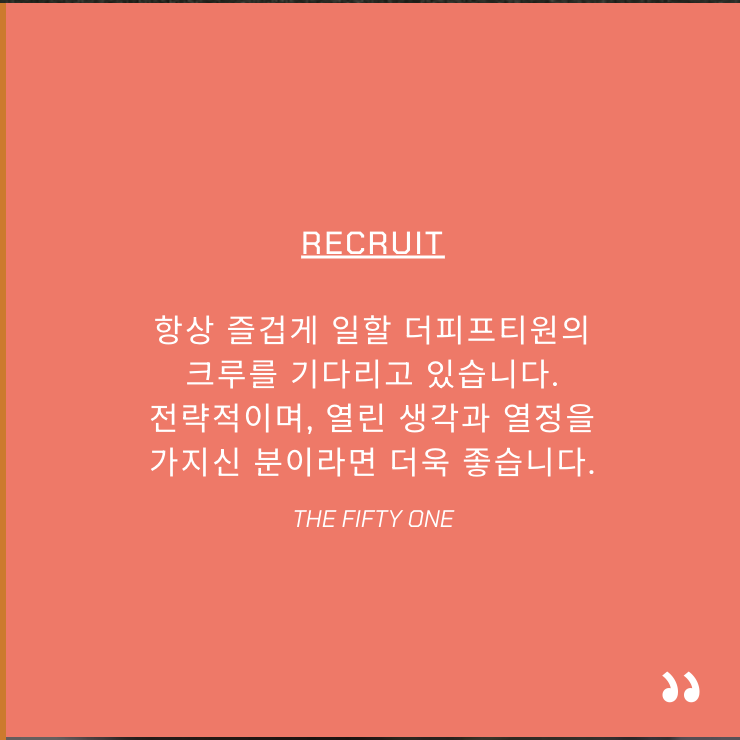 RECRUIT
항상 즐겁게 일할 더피프티원의
크루를 기다리고 있습니다.
전략적이며, 열린 생각과 열정을
가지신 분이라면 더욱 좋습니다.
THE FIFTY ONE
”